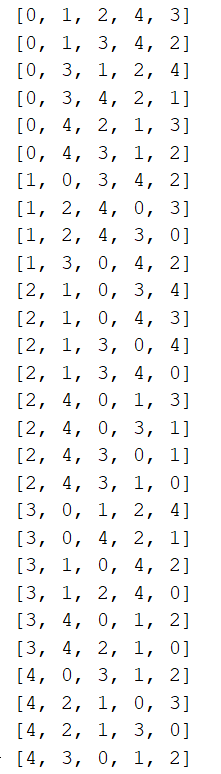 [0, 1, 2, 4, 3]
[0, 1, 3, 4, 2]
[0, 3, 1, 2, 4]
[0, 3, 4, 2, 1]
[0, 4, 2, 1, 3]
[0, 4, 3, 1, 2]
[1, 0, 3, 4, 2]
[1, 2, 4, 0, 3]
[1, 2, 4, 3, 0]
[1, 3, 0, 4, 2]
[2, 1, 0, 3, 4]
[2, 1, 0, 4, 3]
[2, 1, 3, 0, 4]
[2, 1, 3, 4, 0]
[2, 4, 0, 1, 3]
[2, 4, 0, 3, 1]
[2, 4, 3, 0, 1]
[2, 4, 3, 1, 0]
[3, 0, 1, 2, 4]
[3, 0, 4, 2, 1]
[3, 1, 0, 4, 2]
[3, 1, 2, 4, 0]
[3, 4, 0, 1, 2]
[3, 4, 2, 1, 0]
[4, 0, 3, 1, 2]
[4, 2, 1, 0, 3]
[4, 2, 1, 3, 0]
[4, 3, 0, 1, 2]